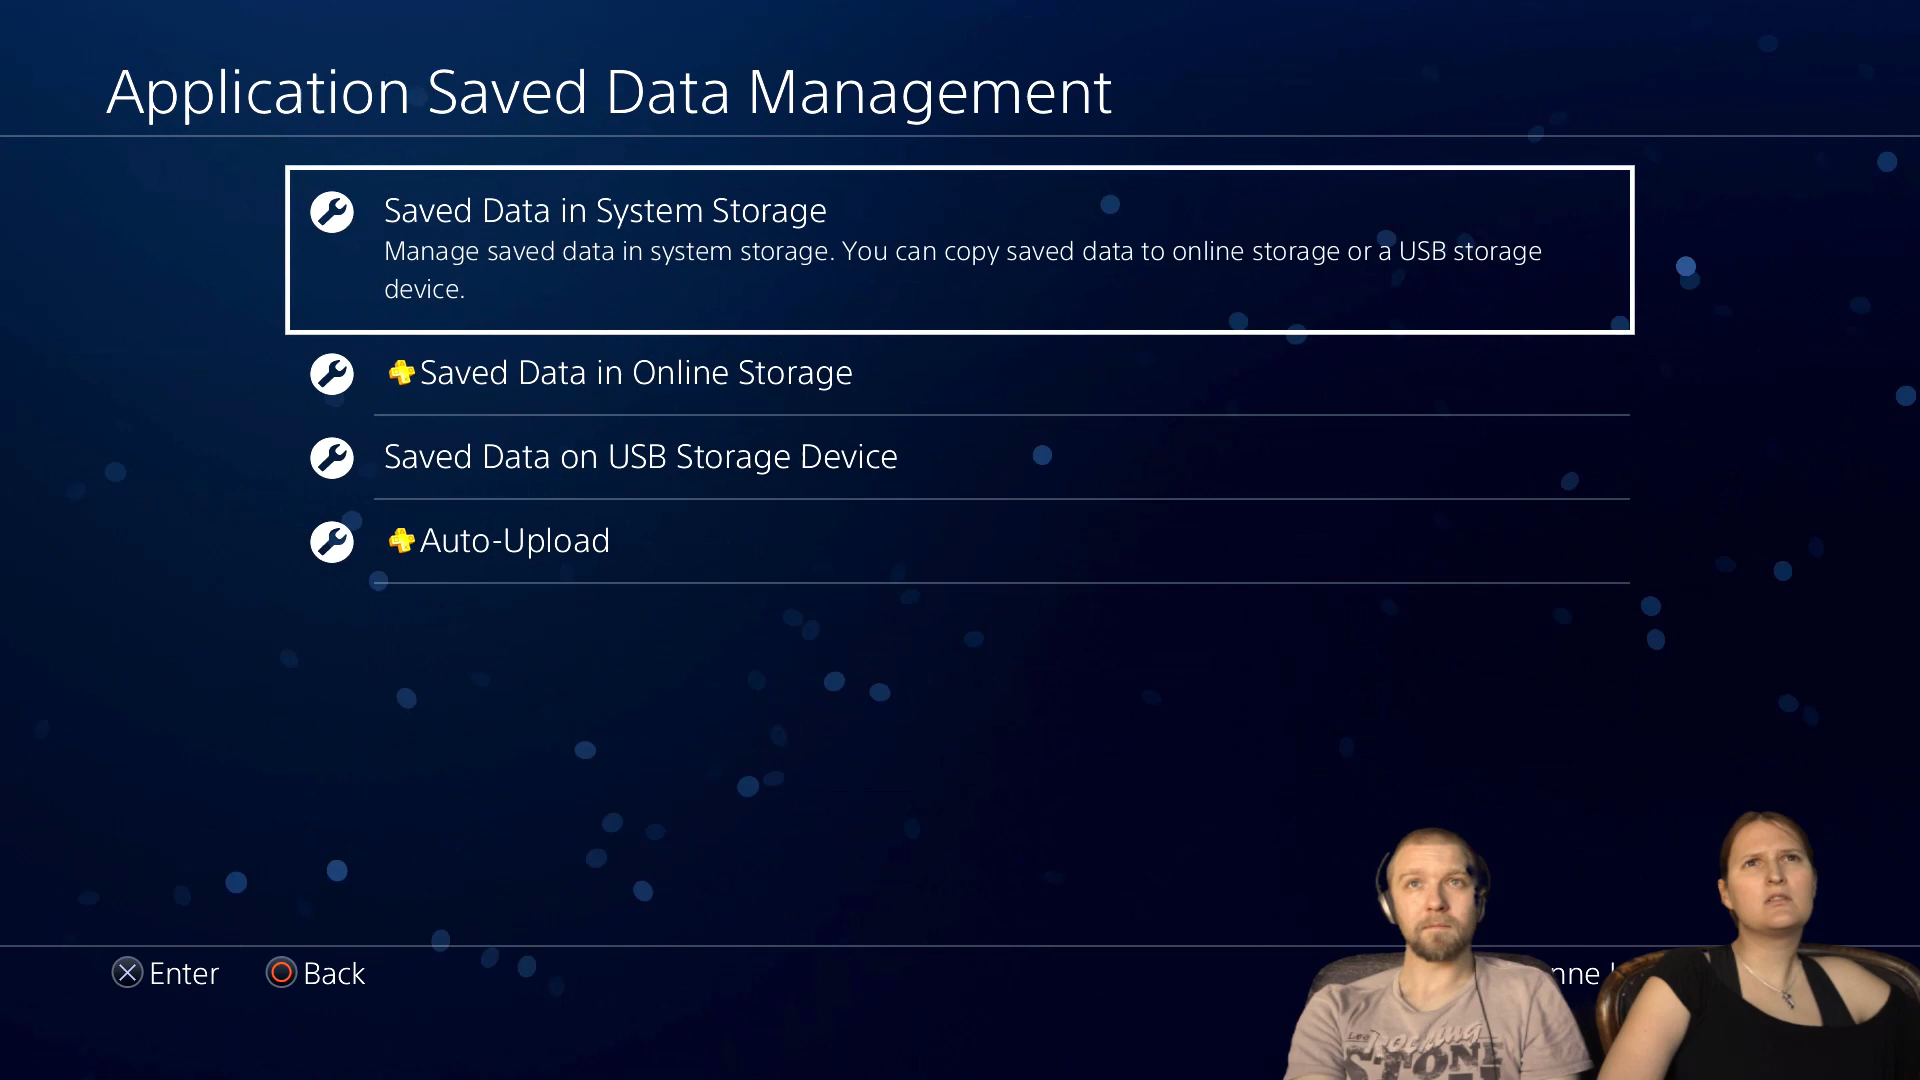 Application Saved Data Management
Saved Data in System Storage
Manage saved data in system storage. You can copy saved data to online storage or a USB storage
device.
Saved Data in Online Storage
Saved Data on USB Storage Device
Auto-Upload
Enter
Back
STONE